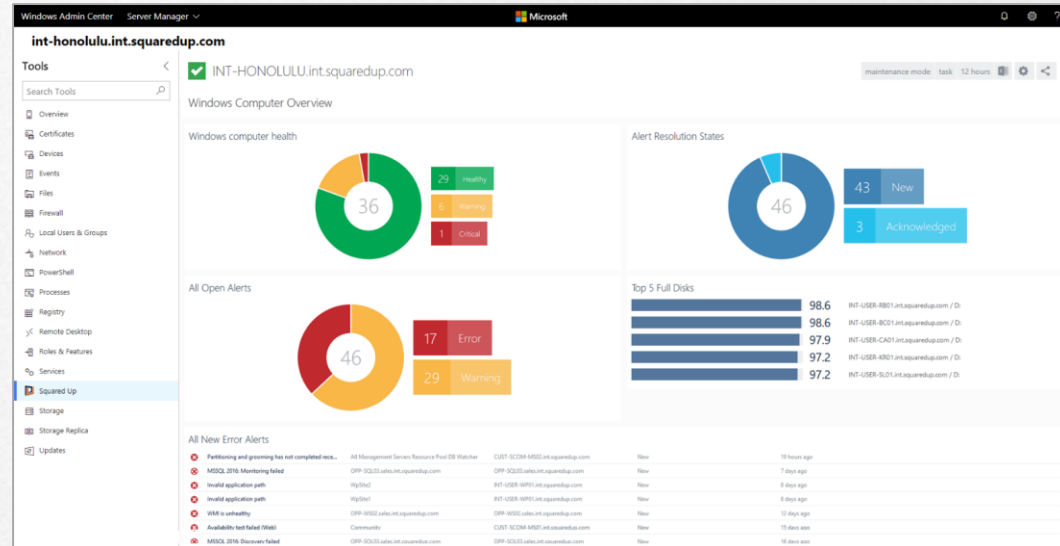 Windows Admin Center Server Manager Microsoft ?
int-honolulu.int.squaredup.com
Tools
Search Tools
Overview
Certificates
Devices
Events
Files
Firewall
Local Users & Groups
Network
PowerShell
Processes
Registry
Remote Desktop
Roles & Features
Services
Squared Up
Storage
Storage Replica
Updates
INT-HONOLULU.int.squaredup.com
maintenance mode task 12 hours
Windows Computer Overview
Windows computer health
36
29 Healthy
6 Warning
1 Critical
Alert Resolution States
46
43 New
3 Acknowledged
All Open Alerts
46
17 Error
29 Warning
Top 5 Full Disks
98.6 INT-USER-RB01.int.squaredup.com / D:
98.6 INT-USER-BC01.int.squaredup.com / D:
97.9 INT-USER-CA01.int.squaredup.com / D:
97.2 INT-USER-KR01.int.squaredup.com / D:
97.2 INT-USER-SL01.int.squaredup.com / D:
All New Error Alerts
Partitioning and grooming has not completed rece... All Management Servers Resource Pool DB Watcher CUST-SCOM-MS02.int.squaredup.com New 19 hours ago
MSSQL 2016: Monitoring failed OPP-SQL03.sales.int.squaredup.com OPP-SQL03.sales.int.squaredup.com New 7 days ago
Invalid application path WpSite2 INT-USER-WP01.int.squaredup.com New 8 days ago
Invalid application path WpSite1 INT-USER-WP01.int.squaredup.com New 8 days ago
WMI is unhealthy OPP-WS02.sales.int.squaredup.com OPP-WS02.sales.int.squaredup.com New 12 days ago
Availability test failed (Web) Community CUST-SCOM-MS01.int.squaredup.com New 15 days ago
MSSQL 2016: Discovery failed OPP-SQL03.sales.int.squaredup.com OPP-SQL03.sales.int.squaredup.com New 16 days ago